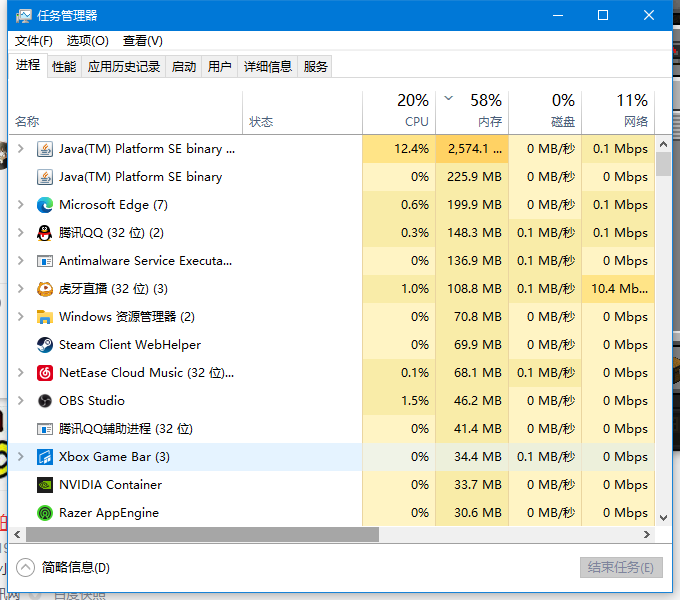 任务管理器
文件(F) 选项(O) 查看(V)
进程 性能 应用历史记录 启动 用户 详细信息 服务
20% 58% 0% 11%
名称 状态 CPU 内存 磁盘 网络
Java(TM) Platform SE binary ... 12.4% 2,574.1 ... 0 MB/秒 0.1 Mbps
Java(TM) Platform SE binary 0% 225.9 MB 0 MB/秒 0 Mbps
Microsoft Edge (7) 0.6% 199.9 MB 0 MB/秒 0.1 Mbps
腾讯QQ (32 位) (2) 0.3% 148.3 MB 0.1 MB/秒 0.1 Mbps
Antimalware Service Executa... 0% 136.9 MB 0.1 MB/秒 0 Mbps
虎牙直播 (32 位) (3) 1.0% 108.8 MB 0.1 MB/秒 10.4 Mb...
Windows 资源管理器 (2) 0% 70.8 MB 0 MB/秒 0 Mbps
Steam Client WebHelper 0% 69.9 MB 0 MB/秒 0 Mbps
NetEase Cloud Music (32 位)... 0.1% 68.1 MB 0.1 MB/秒 0 Mbps
OBS Studio 1.5% 46.2 MB 0 MB/秒 0 Mbps
腾讯QQ辅助进程 (32 位) 0% 41.4 MB 0 MB/秒 0 Mbps
Xbox Game Bar (3) 0% 34.4 MB 0.1 MB/秒 0 Mbps
NVIDIA Container 0% 33.7 MB 0 MB/秒 0 Mbps
Razer AppEngine 0% 30.6 MB 0 MB/秒 0 Mbps
简略信息(D) 结束任务(E)